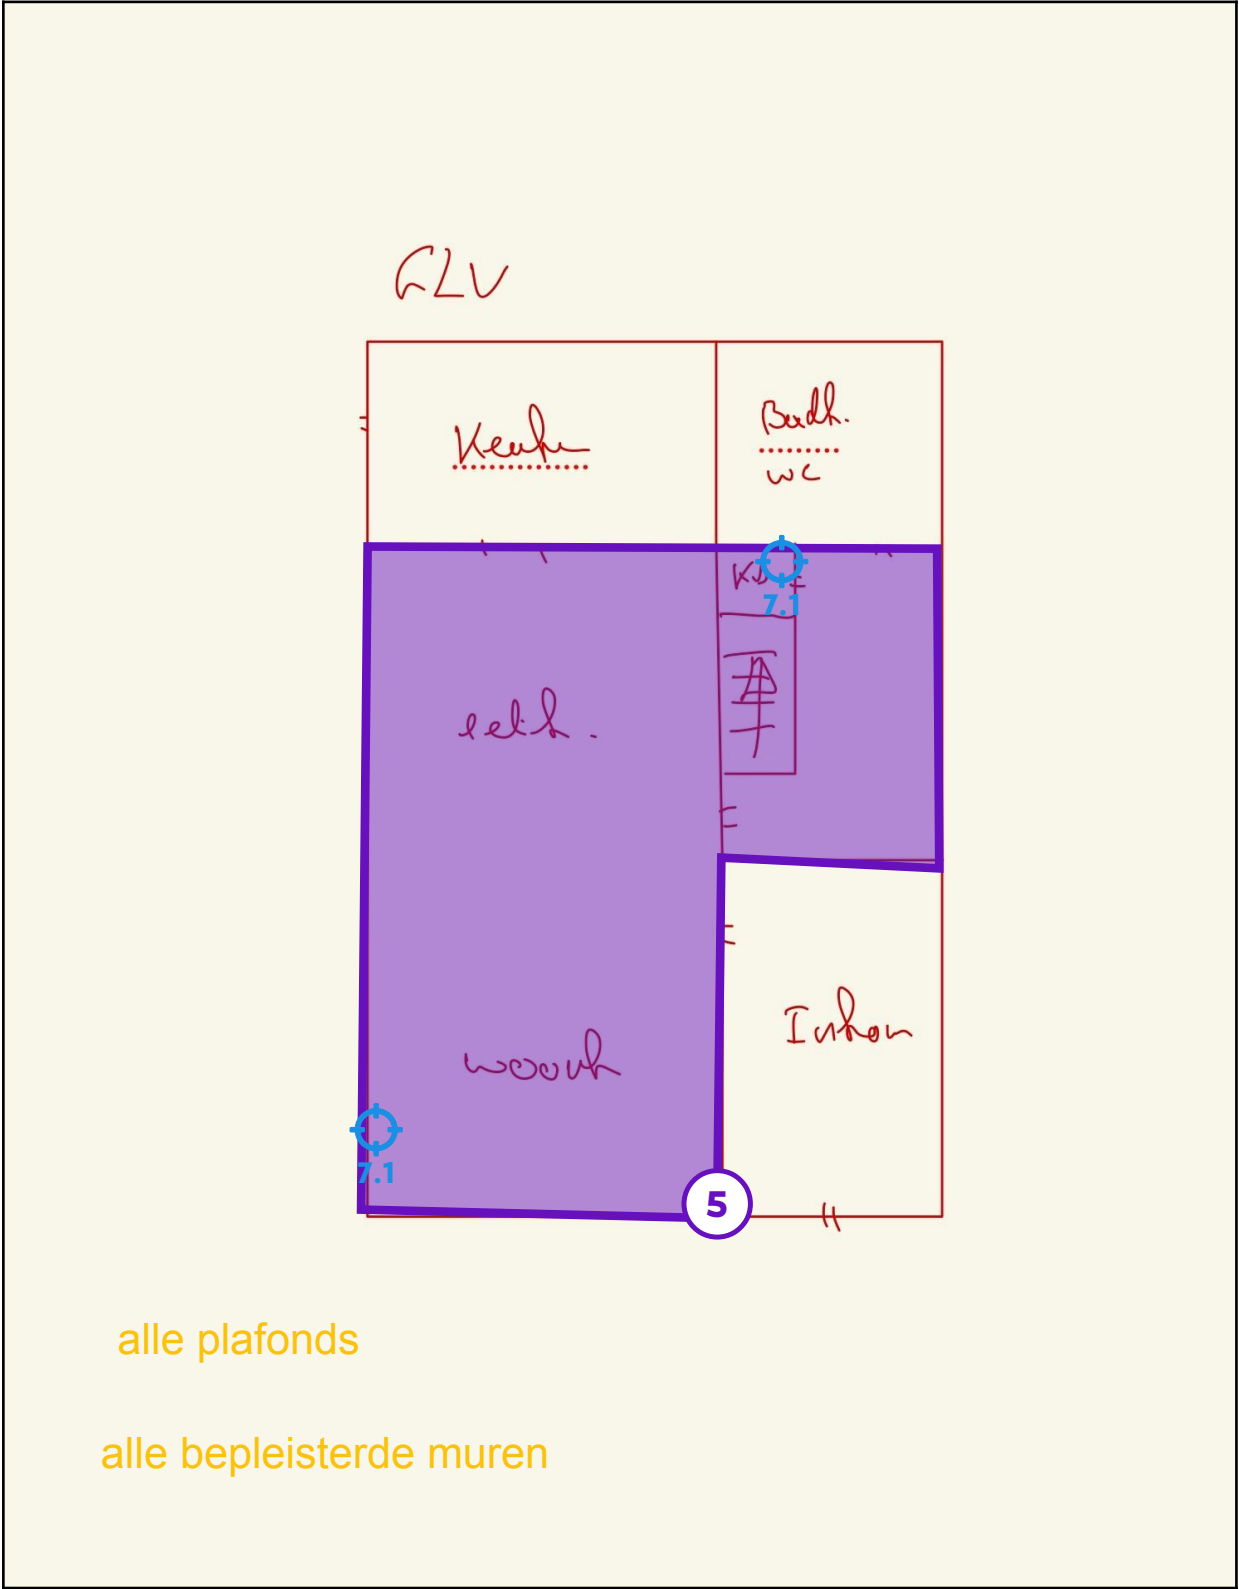 GLV
Keuken
Badk.
WC
7.1
eetk.
woonk
Inkom
7.1
5
alle plafonds
alle bepleisterde muren